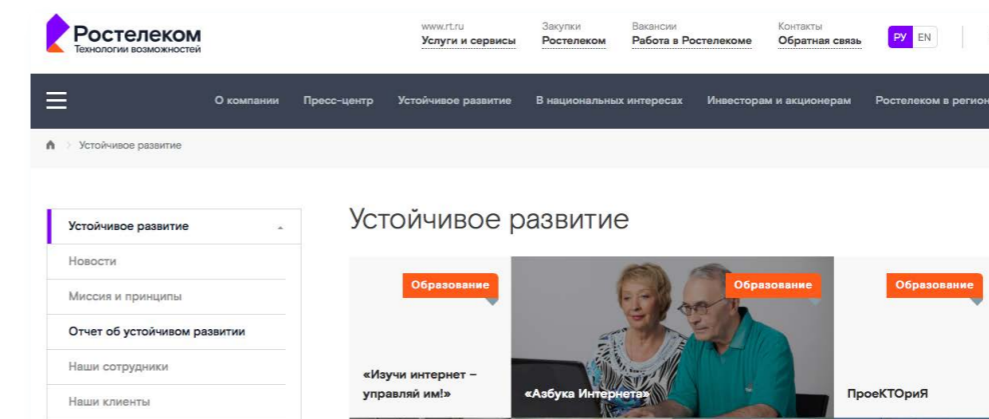 Ростелеком
Технологии возможностей
www.rt.ru
Услуги и сервисы
Закупки
Ростелеком
Вакансии
Работа в Ростелекоме
Контакты
Обратная связь
РУ EN
О компании Пресс-центр Устойчивое развитие В национальных интересах Инвесторам и акционерам Ростелеком в регион
Устойчивое развитие
Устойчивое развитие
Новости
Миссия и принципы
Отчет об устойчивом развитии
Наши сотрудники
Наши клиенты
Устойчивое развитие
Образование
«Изучи интернет –
управляй им!»
Образование
«Азбука Интернета»
Образование
ПроеКТОриЯ